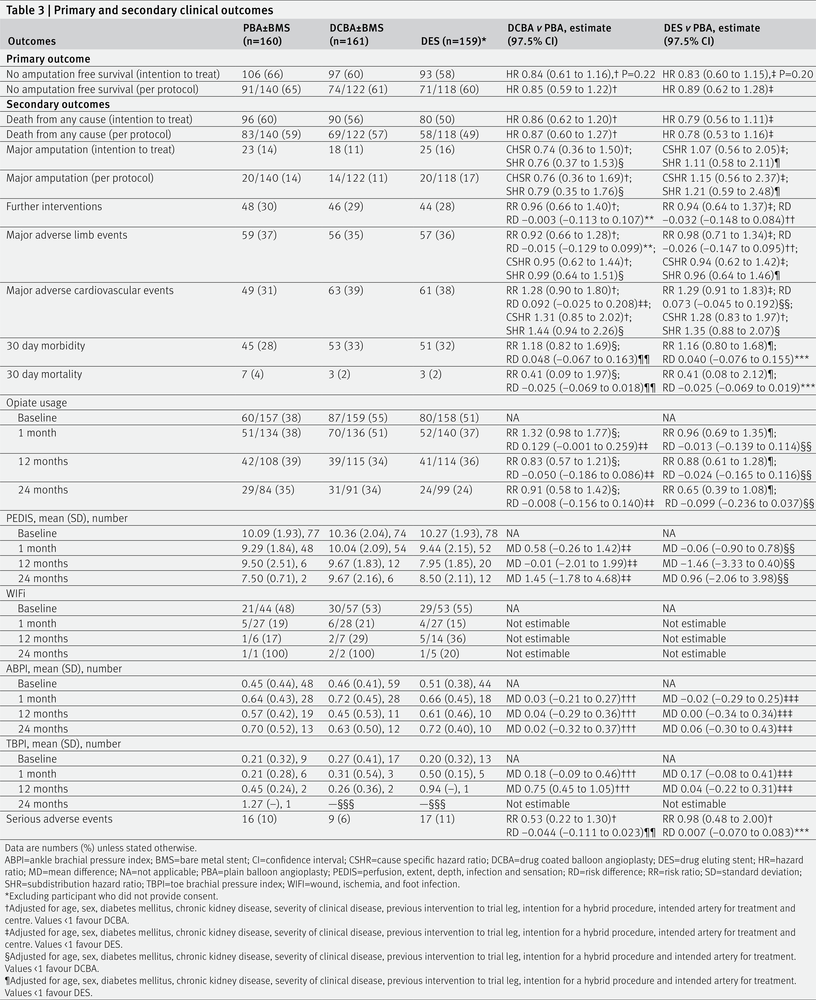 Table 3 | Primary and secondary clinical outcomes
Outcomes PBA±BMS (n=160) DCBA±BMS (n=161) DES (n=159)* DCBA v PBA, estimate (97.5% CI) DES v PBA, estimate (97.5% CI)
Primary outcome
No amputation free survival (intention to treat) 106 (66) 97 (60) 93 (58) HR 0.84 (0.61 to 1.16),† P=0.22 HR 0.83 (0.60 to 1.15),‡ P=0.20
No amputation free survival (per protocol) 91/140 (65) 74/122 (61) 71/118 (60) HR 0.85 (0.59 to 1.22)† HR 0.89 (0.62 to 1.28)‡
Secondary outcomes
Death from any cause (intention to treat) 96 (60) 90 (56) 80 (50) HR 0.86 (0.62 to 1.20)† HR 0.79 (0.56 to 1.11)‡
Death from any cause (per protocol) 83/140 (59) 69/122 (57) 58/118 (49) HR 0.87 (0.60 to 1.27)† HR 0.78 (0.53 to 1.16)‡
Major amputation (intention to treat) 23 (14) 18 (11) 25 (16) CHSR 0.74 (0.36 to 1.50)†; CSHR 1.07 (0.56 to 2.05)‡;
SHR 0.76 (0.37 to 1.53)§ SHR 1.11 (0.58 to 2.11)¶
Major amputation (per protocol) 20/140 (14) 14/122 (11) 20/118 (17) CHSR 0.76 (0.36 to 1.69)†; CSHR 1.15 (0.56 to 2.37)‡;
SHR 0.79 (0.35 to 1.76)§ SHR 1.21 (0.59 to 2.48)¶
Further interventions 48 (30) 46 (29) 44 (28) RR 0.96 (0.66 to 1.40)†; RR 0.94 (0.64 to 1.37)‡; RD
RD −0.003 (−0.113 to 0.107)** −0.032 (−0.148 to 0.084)††
Major adverse limb events 59 (37) 56 (35) 57 (36) RR 0.92 (0.66 to 1.28)†; RR 0.98 (0.71 to 1.34)‡; RD
RD −0.015 (−0.129 to 0.099)**; −0.026 (−0.147 to 0.095)††;
CSHR 0.95 (0.62 to 1.44)†; CSHR 0.94 (0.62 to 1.42)‡;
SHR 0.99 (0.64 to 1.51)§ SHR 0.96 (0.64 to 1.46)¶
Major adverse cardiovascular events 49 (31) 63 (39) 61 (38) RR 1.28 (0.90 to 1.80)†; RR 1.29 (0.91 to 1.83)‡; RD
RD 0.092 (−0.025 to 0.208)‡‡; 0.073 (−0.045 to 0.192)§§;
CSHR 1.31 (0.85 to 2.02)†; CSHR 1.28 (0.83 to 1.97)†;
SHR 1.44 (0.94 to 2.26)§ SHR 1.35 (0.88 to 2.07)§
30 day morbidity 45 (28) 53 (33) 51 (32) RR 1.18 (0.82 to 1.69)§; RR 1.16 (0.80 to 1.68)¶;
RD 0.048 (−0.067 to 0.163)¶¶ RD 0.040 (−0.076 to 0.155)***
30 day mortality 7 (4) 3 (2) 3 (2) RR 0.41 (0.09 to 1.97)§; RR 0.41 (0.08 to 2.12)¶;
RD −0.025 (−0.069 to 0.018)¶¶ RD −0.025 (−0.069 to 0.019)***
Opiate usage
Baseline 60/157 (38) 87/159 (55) 80/158 (51) NA NA
1 month 51/134 (38) 70/136 (51) 52/140 (37) RR 1.32 (0.98 to 1.77)§; RR 0.96 (0.69 to 1.35)¶;
RD 0.129 (−0.001 to 0.259)‡‡ RD −0.013 (−0.139 to 0.114)§§
12 months 42/108 (39) 39/115 (34) 41/114 (36) RR 0.83 (0.57 to 1.21)§; RR 0.88 (0.61 to 1.28)¶;
RD −0.050 (−0.186 to 0.086)‡‡ RD −0.024 (−0.165 to 0.116)§§
24 months 29/84 (35) 31/91 (34) 24/99 (24) RR 0.91 (0.58 to 1.42)§; RR 0.65 (0.39 to 1.08)¶;
RD −0.008 (−0.156 to 0.140)‡‡ RD −0.099 (−0.236 to 0.037)§§
PEDIS, mean (SD), number
Baseline 10.09 (1.93), 77 10.36 (2.04), 74 10.27 (1.93), 78 NA NA
1 month 9.29 (1.84), 48 10.04 (2.09), 54 9.44 (2.15), 52 MD 0.58 (−0.26 to 1.42)‡‡ MD −0.06 (−0.90 to 0.78)§§
12 months 9.50 (2.51), 6 9.67 (1.83), 12 7.95 (1.85), 20 MD −0.01 (−2.01 to 1.99)‡‡ MD −1.46 (−3.33 to 0.40)§§
24 months 7.50 (0.71), 2 9.67 (2.16), 6 8.50 (2.11), 12 MD 1.45 (−1.78 to 4.68)‡‡ MD 0.96 (−2.06 to 3.98)§§
WIFi
Baseline 21/44 (48) 30/57 (53) 29/53 (55) NA NA
1 month 5/27 (19) 6/28 (21) 4/27 (15) Not estimable Not estimable
12 months 1/6 (17) 2/7 (29) 5/14 (36) Not estimable Not estimable
24 months 1/1 (100) 2/2 (100) 1/5 (20) Not estimable Not estimable
ABPI, mean (SD), number
Baseline 0.45 (0.44), 48 0.46 (0.41), 59 0.51 (0.38), 44 NA NA
1 month 0.64 (0.43), 28 0.72 (0.45), 28 0.66 (0.45), 18 MD 0.03 (−0.21 to 0.27)††† MD −0.02 (−0.29 to 0.25)‡‡‡
12 months 0.57 (0.42), 19 0.45 (0.53), 11 0.61 (0.46), 10 MD 0.04 (−0.29 to 0.36)††† MD 0.00 (−0.34 to 0.34)‡‡‡
24 months 0.70 (0.52), 13 0.63 (0.50), 12 0.72 (0.40), 10 MD 0.02 (−0.32 to 0.37)††† MD 0.06 (−0.30 to 0.43)‡‡‡
TBPI, mean (SD), number
Baseline 0.21 (0.32), 9 0.27 (0.41), 17 0.20 (0.32), 13 NA NA
1 month 0.21 (0.28), 6 0.31 (0.54), 3 0.50 (0.15), 5 MD 0.18 (−0.09 to 0.46)††† MD 0.17 (−0.08 to 0.41)‡‡‡
12 months 0.45 (0.24), 2 0.26 (0.36), 2 0.94 (–), 1 MD 0.75 (0.45 to 1.05)††† MD 0.04 (−0.22 to 0.31)‡‡‡
24 months 1.27 (–), 1 —§§§ —§§§ Not estimable Not estimable
Serious adverse events 16 (10) 9 (6) 17 (11) RR 0.53 (0.22 to 1.30)† RR 0.98 (0.48 to 2.00)†
RD −0.044 (−0.111 to 0.023)¶¶ RD 0.007 (−0.070 to 0.083)***
Data are numbers (%) unless stated otherwise.
ABPI=ankle brachial pressure index; BMS=bare metal stent; CI=confidence interval; CSHR=cause specific hazard ratio; DCBA=drug coated balloon angioplasty; DES=drug eluting stent; HR=hazard
ratio; MD=mean difference; NA=not applicable; PBA=plain balloon angioplasty; PEDIS=perfusion, extent, depth, infection and sensation; RD=risk difference; RR=risk ratio; SD=standard deviation;
SHR=subdistribution hazard ratio; TBPI=toe brachial pressure index; WIFI=wound, ischemia, and foot infection.
*Excluding participant who did not provide consent.
†Adjusted for age, sex, diabetes mellitus, chronic kidney disease, severity of clinical disease, previous intervention to trial leg, intention for a hybrid procedure, intended artery for treatment and
centre. Values <1 favour DCBA.
‡Adjusted for age, sex, diabetes mellitus, chronic kidney disease, severity of clinical disease, previous intervention to trial leg, intention for a hybrid procedure, intended artery for treatment and
centre. Values <1 favour DES.
§Adjusted for age, sex, diabetes mellitus, chronic kidney disease, severity of clinical disease, previous intervention to trial leg, intention for a hybrid procedure and intended artery for treatment.
Values <1 favour DCBA.
¶Adjusted for age, sex, diabetes mellitus, chronic kidney disease, severity of clinical disease, previous intervention to trial leg, intention for a hybrid procedure and intended artery for treatment.
Values <1 favour DES.